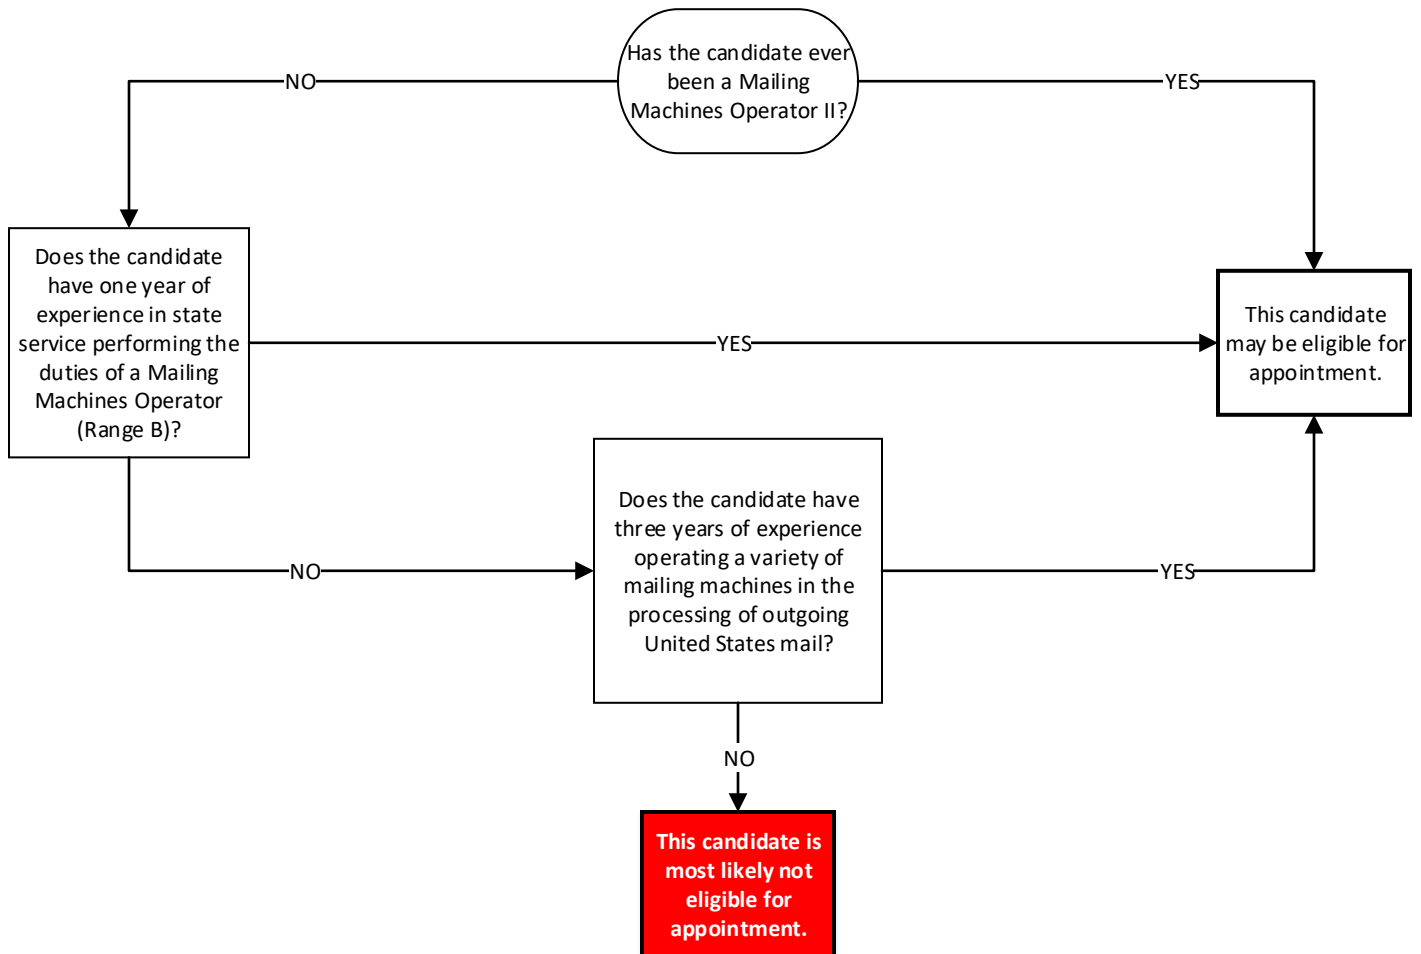 Has the candidate ever
been a Mailing
Machines Operator II?
NO
YES
Does the candidate
have one year of
experience in state
service performing the
duties of a Mailing
Machines Operator
(Range B)?
YES
This candidate
may be eligible for
appointment.
Does the candidate have
three years of experience
operating a variety of
mailing machines in the
processing of outgoing
United States mail?
NO
YES
NO
This candidate is
most likely not
eligible for
appointment.